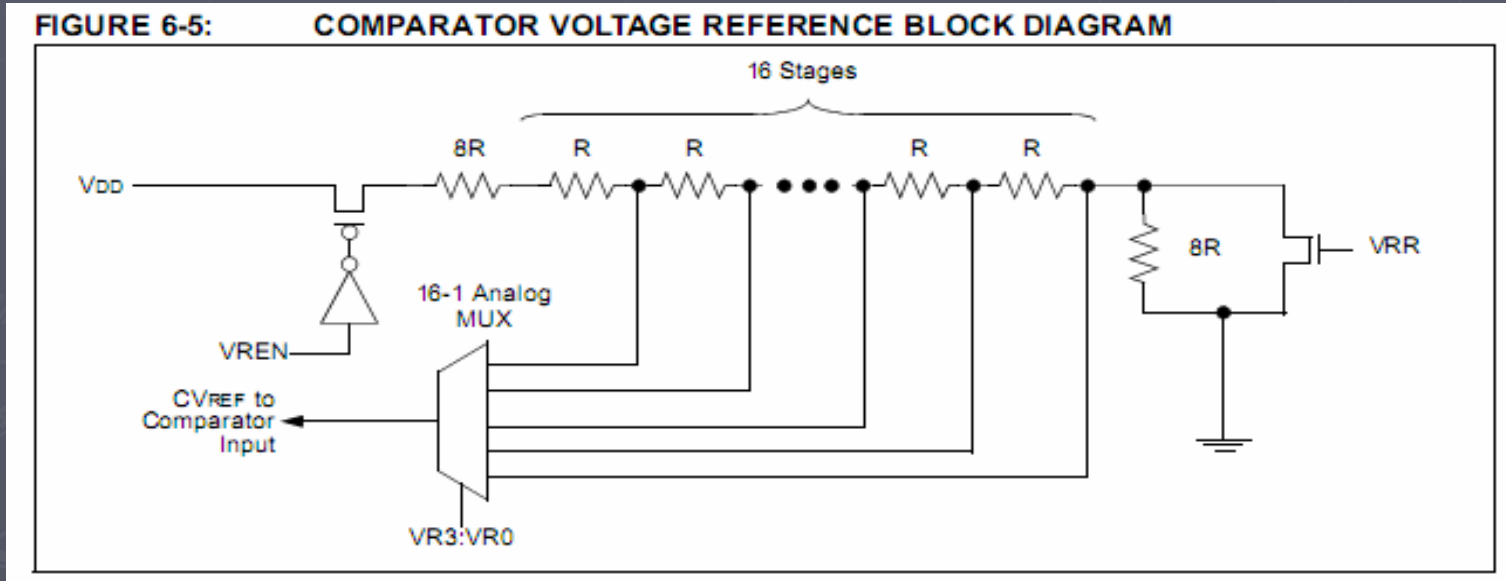 FIGURE 6-5: COMPARATOR VOLTAGE REFERENCE BLOCK DIAGRAM
16 Stages
8R R R R R
VDD
8R
VRR
16-1 Analog
MUX
VREN
CVREF to
Comparator
Input
VR3:VR0